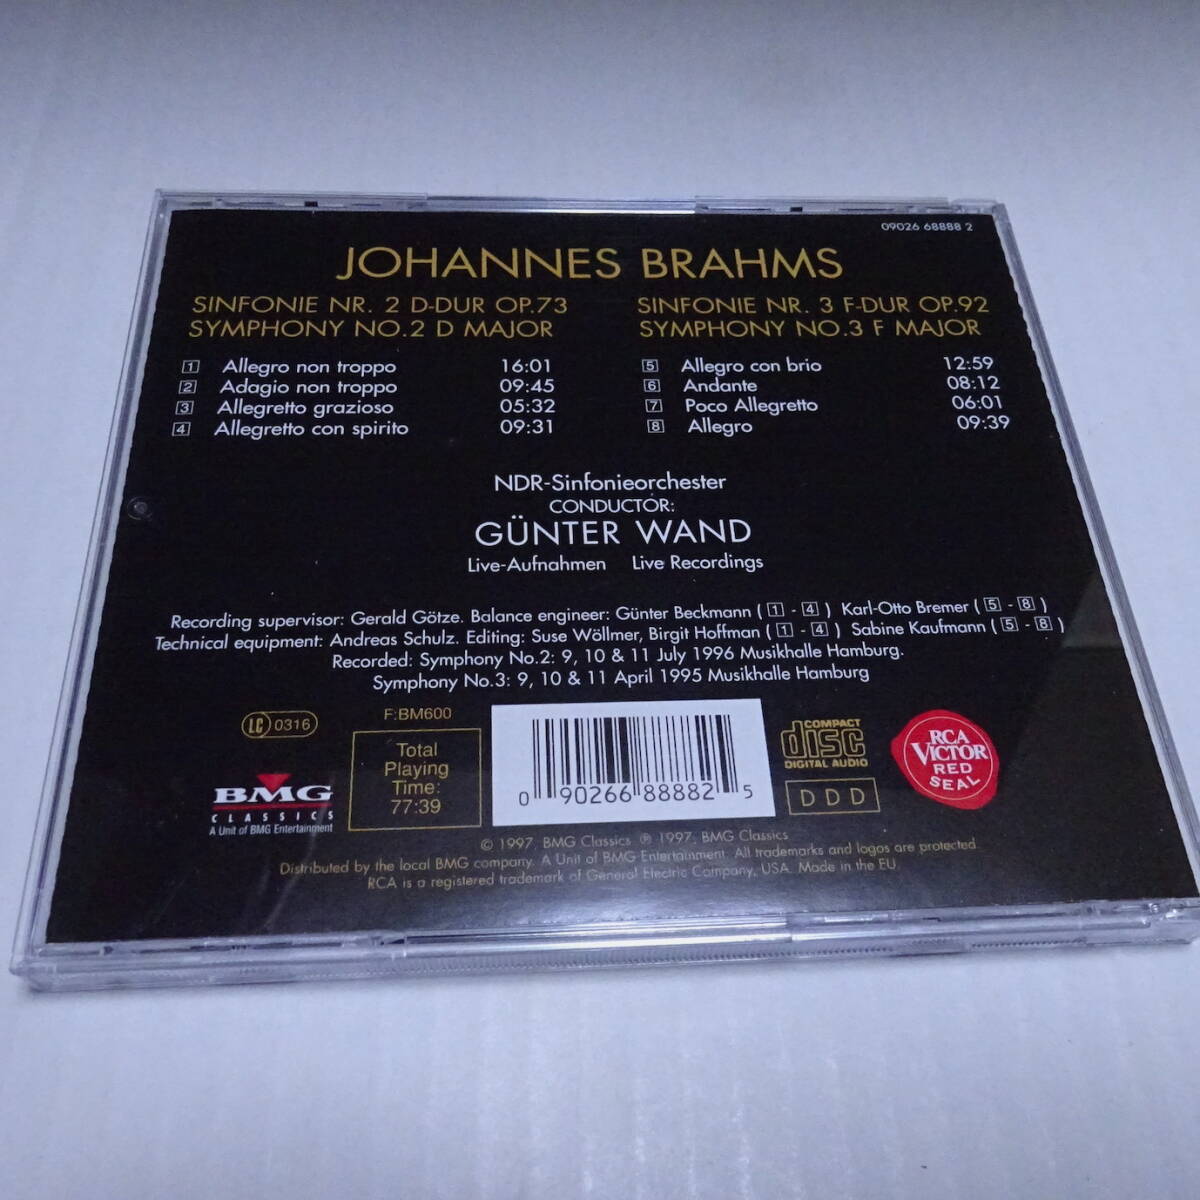 09026 68888 2
JOHANNES BRAHMS
SINFONIE NR. 2 D-DUR OP.73
SYMPHONY NO.2 D MAJOR
1 Allegro non troppo 16:01
2 Adagio non troppo 09:45
3 Allegretto grazioso 05:32
4 Allegretto con spirito 09:31
SINFONIE NR. 3 F-DUR OP.92
SYMPHONY NO.3 F MAJOR
5 Allegro con brio 12:59
6 Andante 08:12
7 Poco Allegretto 06:01
8 Allegro 09:39
NDR-Sinfonieorchester
CONDUCTOR:
GÜNTER WAND
Live-Aufnahmen Live Recordings
Recording supervisor: Gerald Götze. Balance engineer: Günter Beckmann (1 - 4) Karl-Otto Bremer (5 - 8)
Technical equipment: Andreas Schulz. Editing: Suse Wöllmer, Birgit Hoffman (1 - 4) Sabine Kaufmann (5 - 8)
Recorded: Symphony No.2: 9, 10 & 11 July 1996 Musikhalle Hamburg.
Symphony No.3: 9, 10 & 11 April 1995 Musikhalle Hamburg
LC 0316
BMG
CLASSICS
A Unit of BMG Entertainment
F:BM600
Total
Playing
Time:
77:39
0 90266 88882 5
COMPACT
disc
DIGITAL AUDIO
DDD
RCA
VICTOR
RED
SEAL
© 1997, BMG Classics ℗ 1997, BMG Classics
Distributed by the local BMG company. A Unit of BMG Entertainment. All trademarks and logos are protected.
RCA is a registered trademark of General Electric Company, USA. Made in the EU.